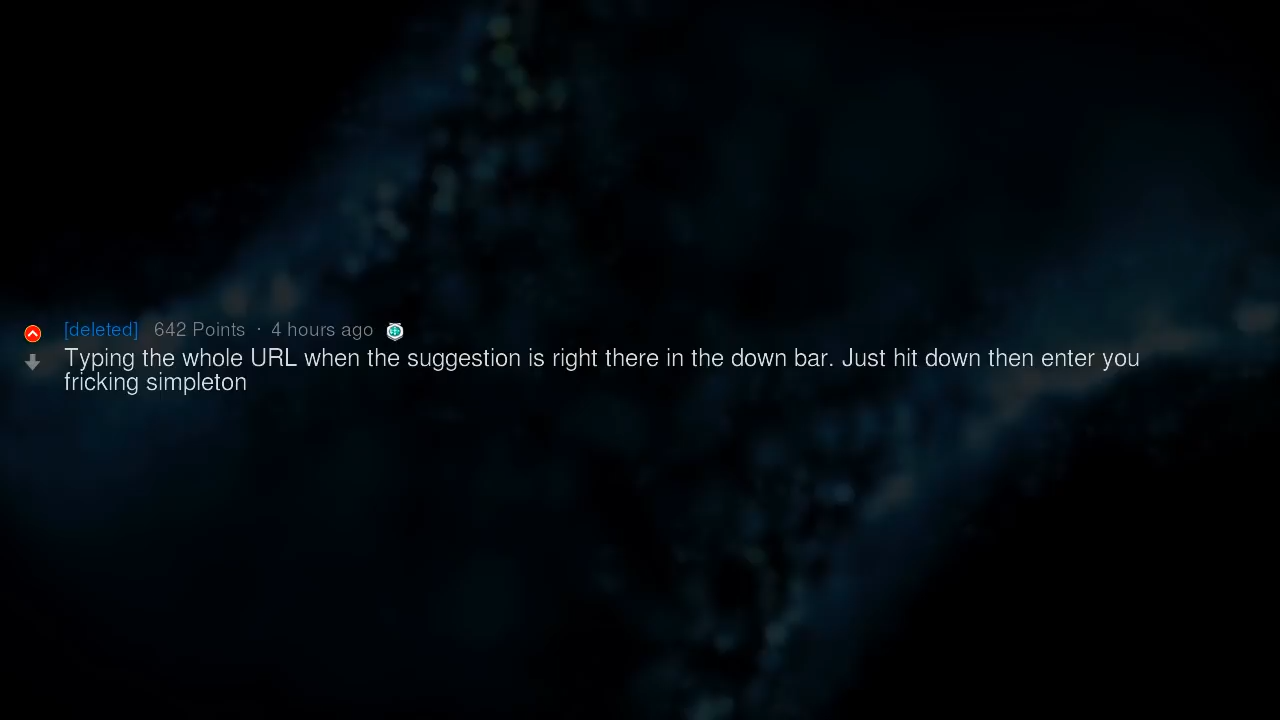 [deleted] 642 Points · 4 hours ago
Typing the whole URL when the suggestion is right there in the down bar. Just hit down then enter you
fricking simpleton